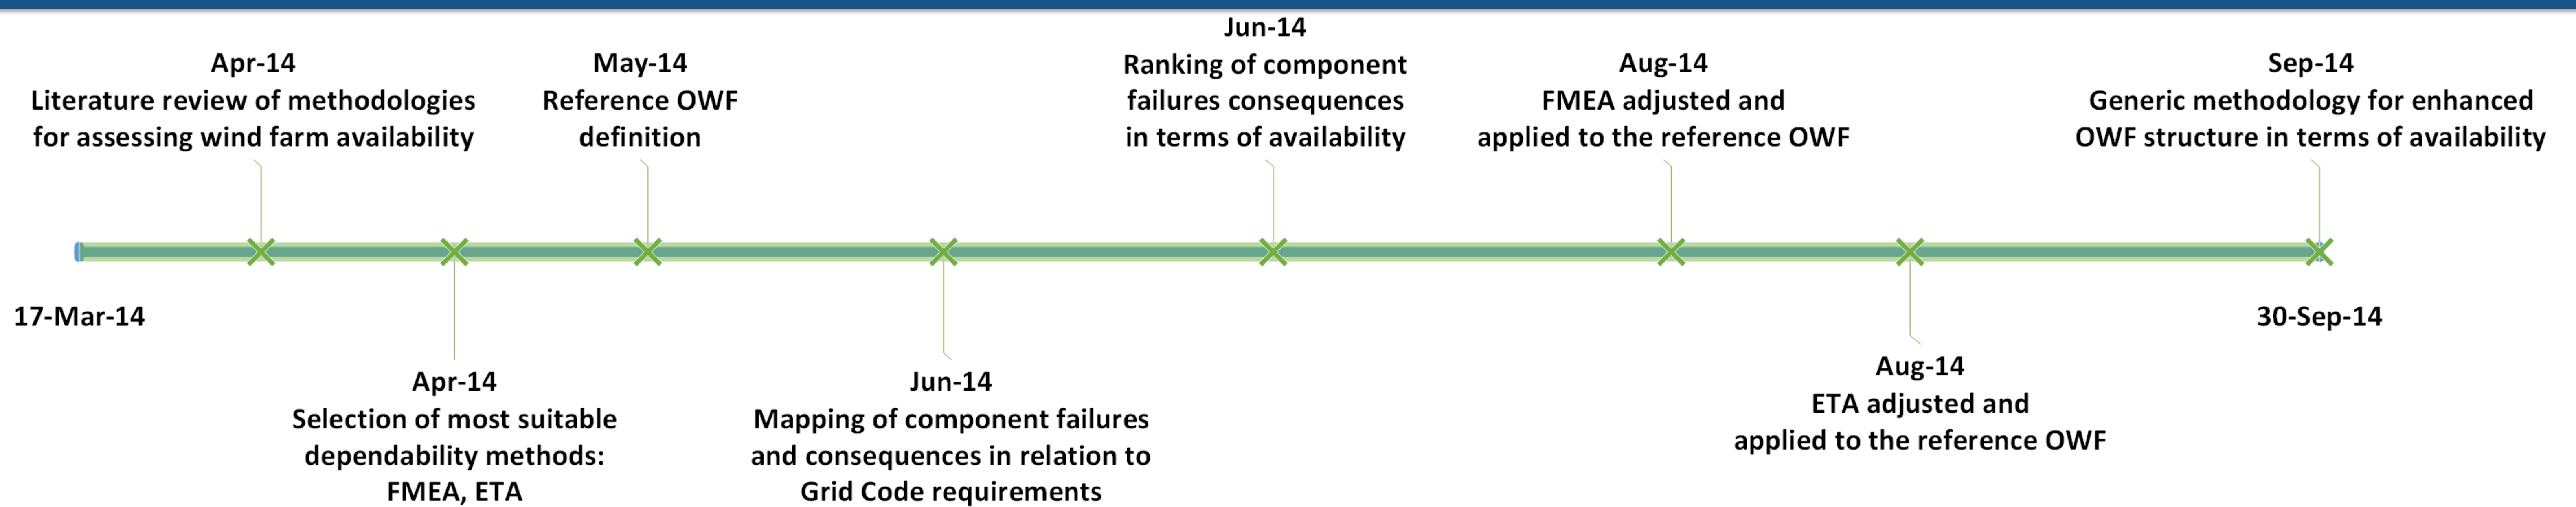 Apr-14
Literature review of methodologies
for assessing wind farm availability
May-14
Reference OWF
definition
Jun-14
Ranking of component
failures consequences
in terms of availability
Aug-14
FMEA adjusted and
applied to the reference OWF
Sep-14
Generic methodology for enhanced
OWF structure in terms of availability
17-Mar-14
30-Sep-14
Apr-14
Selection of most suitable
dependability methods:
FMEA, ETA
Jun-14
Mapping of component failures
and consequences in relation to
Grid Code requirements
Aug-14
ETA adjusted and
applied to the reference OWF